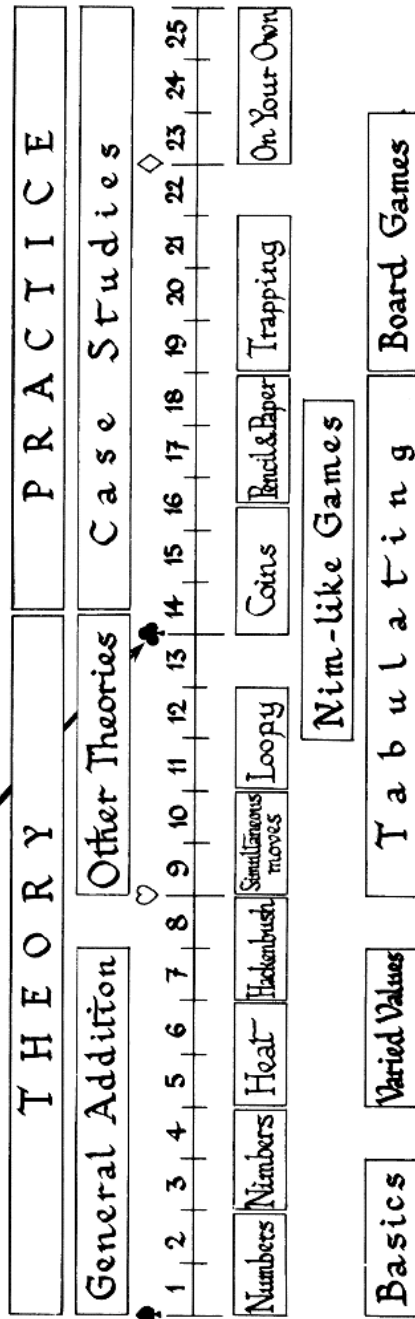 THEORY PRACTICE
General Addition Other Theories Case Studies
1 2 3 4 5 6 7 8 9 10 11 12 13 14 15 16 17 18 19 20 21 22 23 24 25
Numbers Nimbers Heat Hackenbush Simultaneous
moves Loopy Coins Pencil & Paper Trapping On Your Own
Nim-like Games
Basics Varied Values Tabulating Board Games